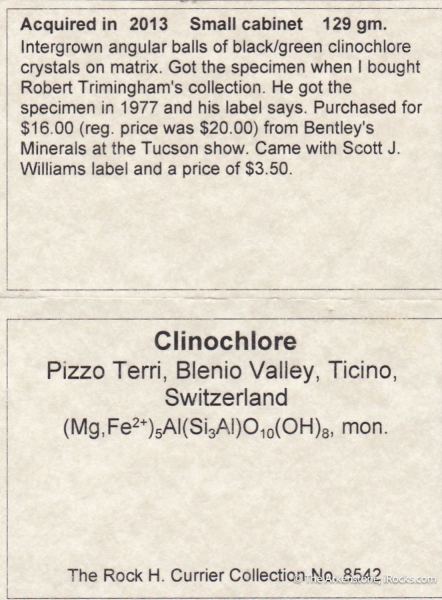 Acquired in 2013 Small cabinet 129 gm.
Intergrown angular balls of black/green clinochlore
crystals on matrix. Got the specimen when I bought
Robert Trimingham's collection. He got the
specimen in 1977 and his label says. Purchased for
$16.00 (reg. price was $20.00) from Bentley's
Minerals at the Tucson show. Came with Scott J.
Williams label and a price of $3.50.
Clinochlore
Pizzo Terri, Blenio Valley, Ticino,
Switzerland
(Mg,Fe²⁺)₅Al(Si₃Al)O₁₀(OH)₈, mon.
The Rock H. Currier Collection No. 8542
© The Arkenstone, iRocks.com